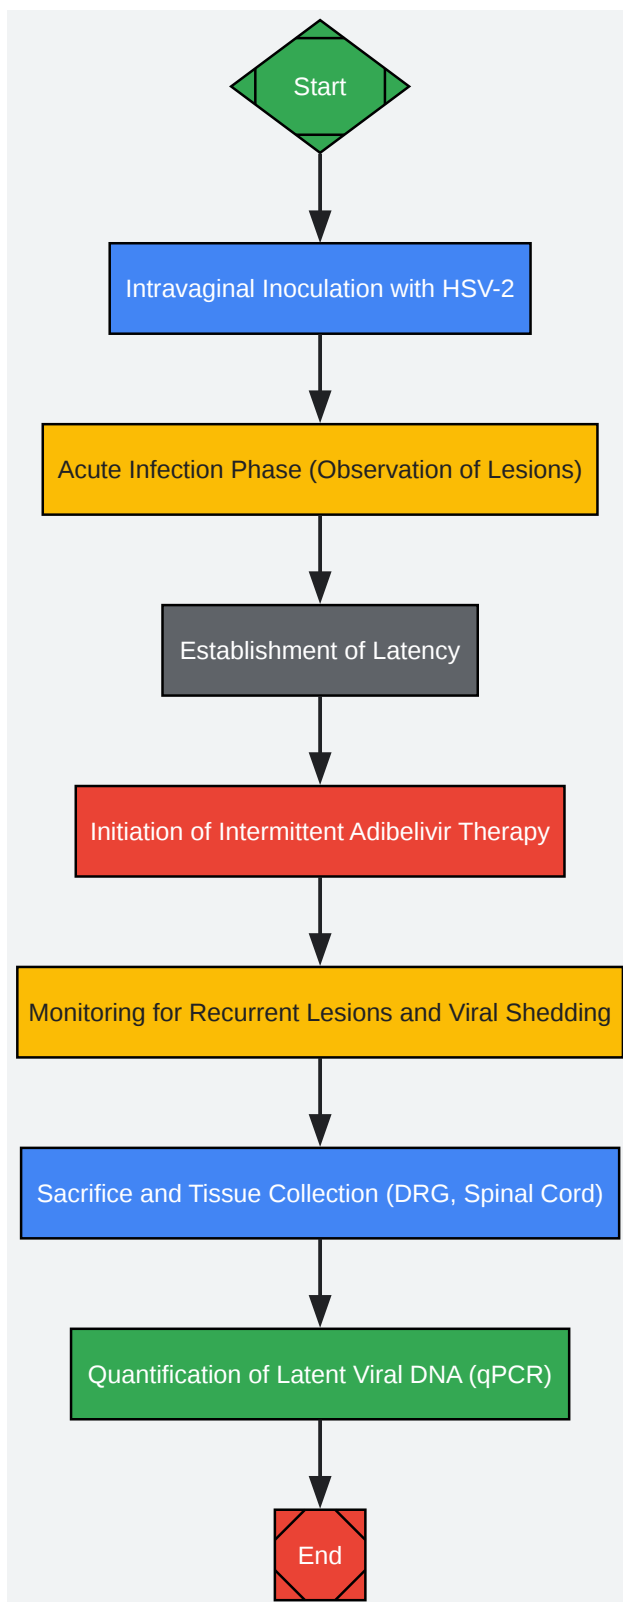 Start
Intravaginal Inoculation with HSV-2
Acute Infection Phase (Observation of Lesions)
Establishment of Latency
Initiation of Intermittent Adibelivir Therapy
Monitoring for Recurrent Lesions and Viral Shedding
Sacrifice and Tissue Collection (DRG, Spinal Cord)
Quantification of Latent Viral DNA (qPCR)
End